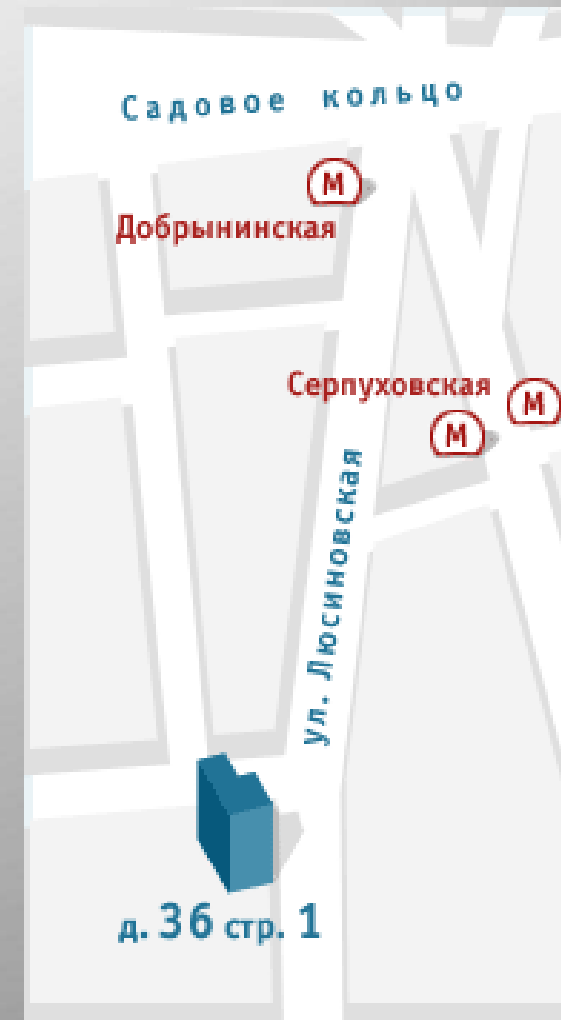 Садовое кольцо
М
Добрынинская
Серпуховская
М
М
ул. Люсиновская
д. 36 стр. 1